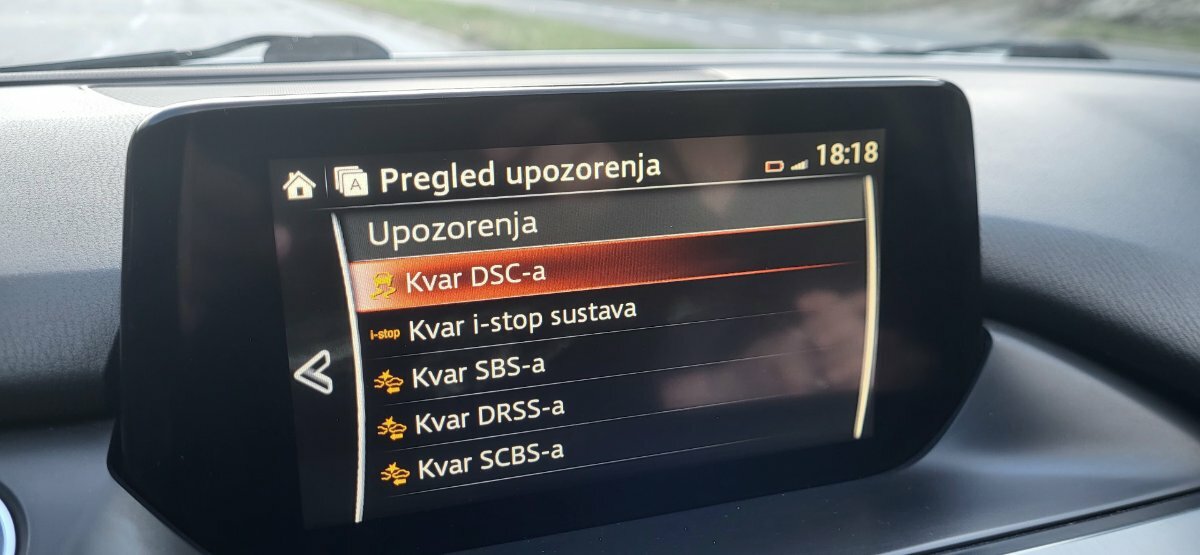 A Pregled upozorenja 18:18
Upozorenja
Kvar DSC-a
i-stop Kvar i-stop sustava
Kvar SBS-a
Kvar DRSS-a
Kvar SCBS-a